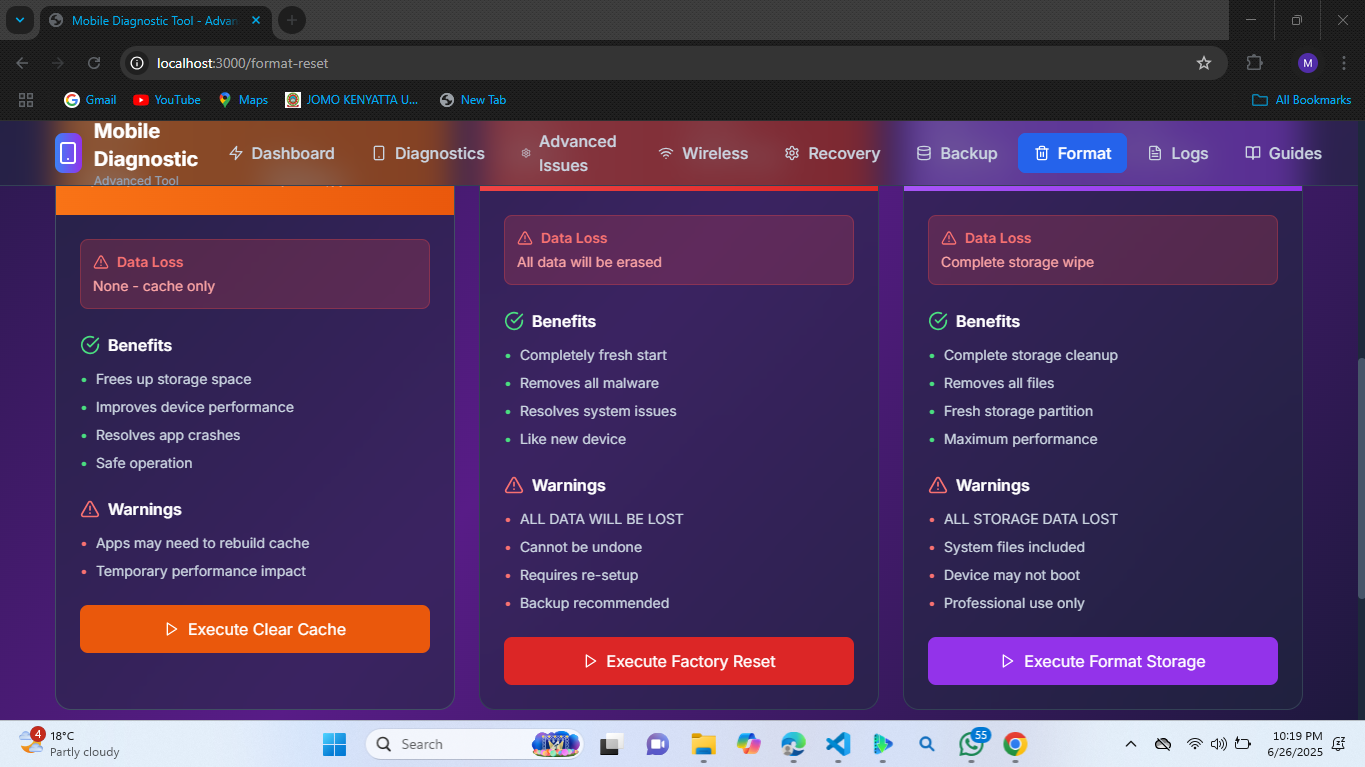 Mobile Diagnostic Tool - Advan
localhost:3000/format-reset
M
Gmail
YouTube
Maps
JOMO KENYATTA U...
New Tab
All Bookmarks
Mobile
Diagnostic
Advanced Tool
Dashboard
Diagnostics
Advanced
Issues
Wireless
Recovery
Backup
Format
Logs
Guides
Data Loss
None - cache only
Benefits
Frees up storage space
Improves device performance
Resolves app crashes
Safe operation
Warnings
Apps may need to rebuild cache
Temporary performance impact
Execute Clear Cache
Data Loss
All data will be erased
Benefits
Completely fresh start
Removes all malware
Resolves system issues
Like new device
Warnings
ALL DATA WILL BE LOST
Cannot be undone
Requires re-setup
Backup recommended
Execute Factory Reset
Data Loss
Complete storage wipe
Benefits
Complete storage cleanup
Removes all files
Fresh storage partition
Maximum performance
Warnings
ALL STORAGE DATA LOST
System files included
Device may not boot
Professional use only
Execute Format Storage
4
18°C
Partly cloudy
Search
55
10:19 PM
6/26/2025